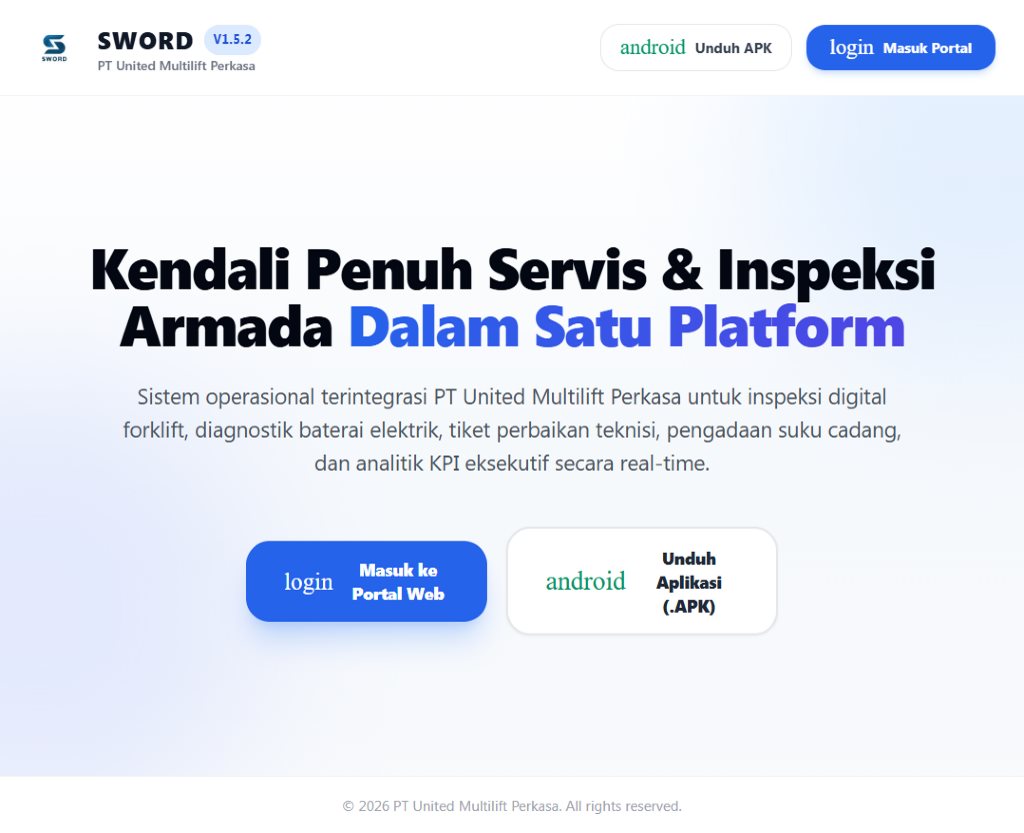 SWORD
SWORD V1.5.2
PT United Multilift Perkasa
android Unduh APK
login Masuk Portal
Kendali Penuh Servis & Inspeksi
Armada Dalam Satu Platform
Sistem operasional terintegrasi PT United Multilift Perkasa untuk inspeksi digital
forklift, diagnostik baterai elektrik, tiket perbaikan teknisi, pengadaan suku cadang,
dan analitik KPI eksekutif secara real-time.
login Masuk ke
Portal Web
android Unduh
Aplikasi
(.APK)
© 2026 PT United Multilift Perkasa. All rights reserved.